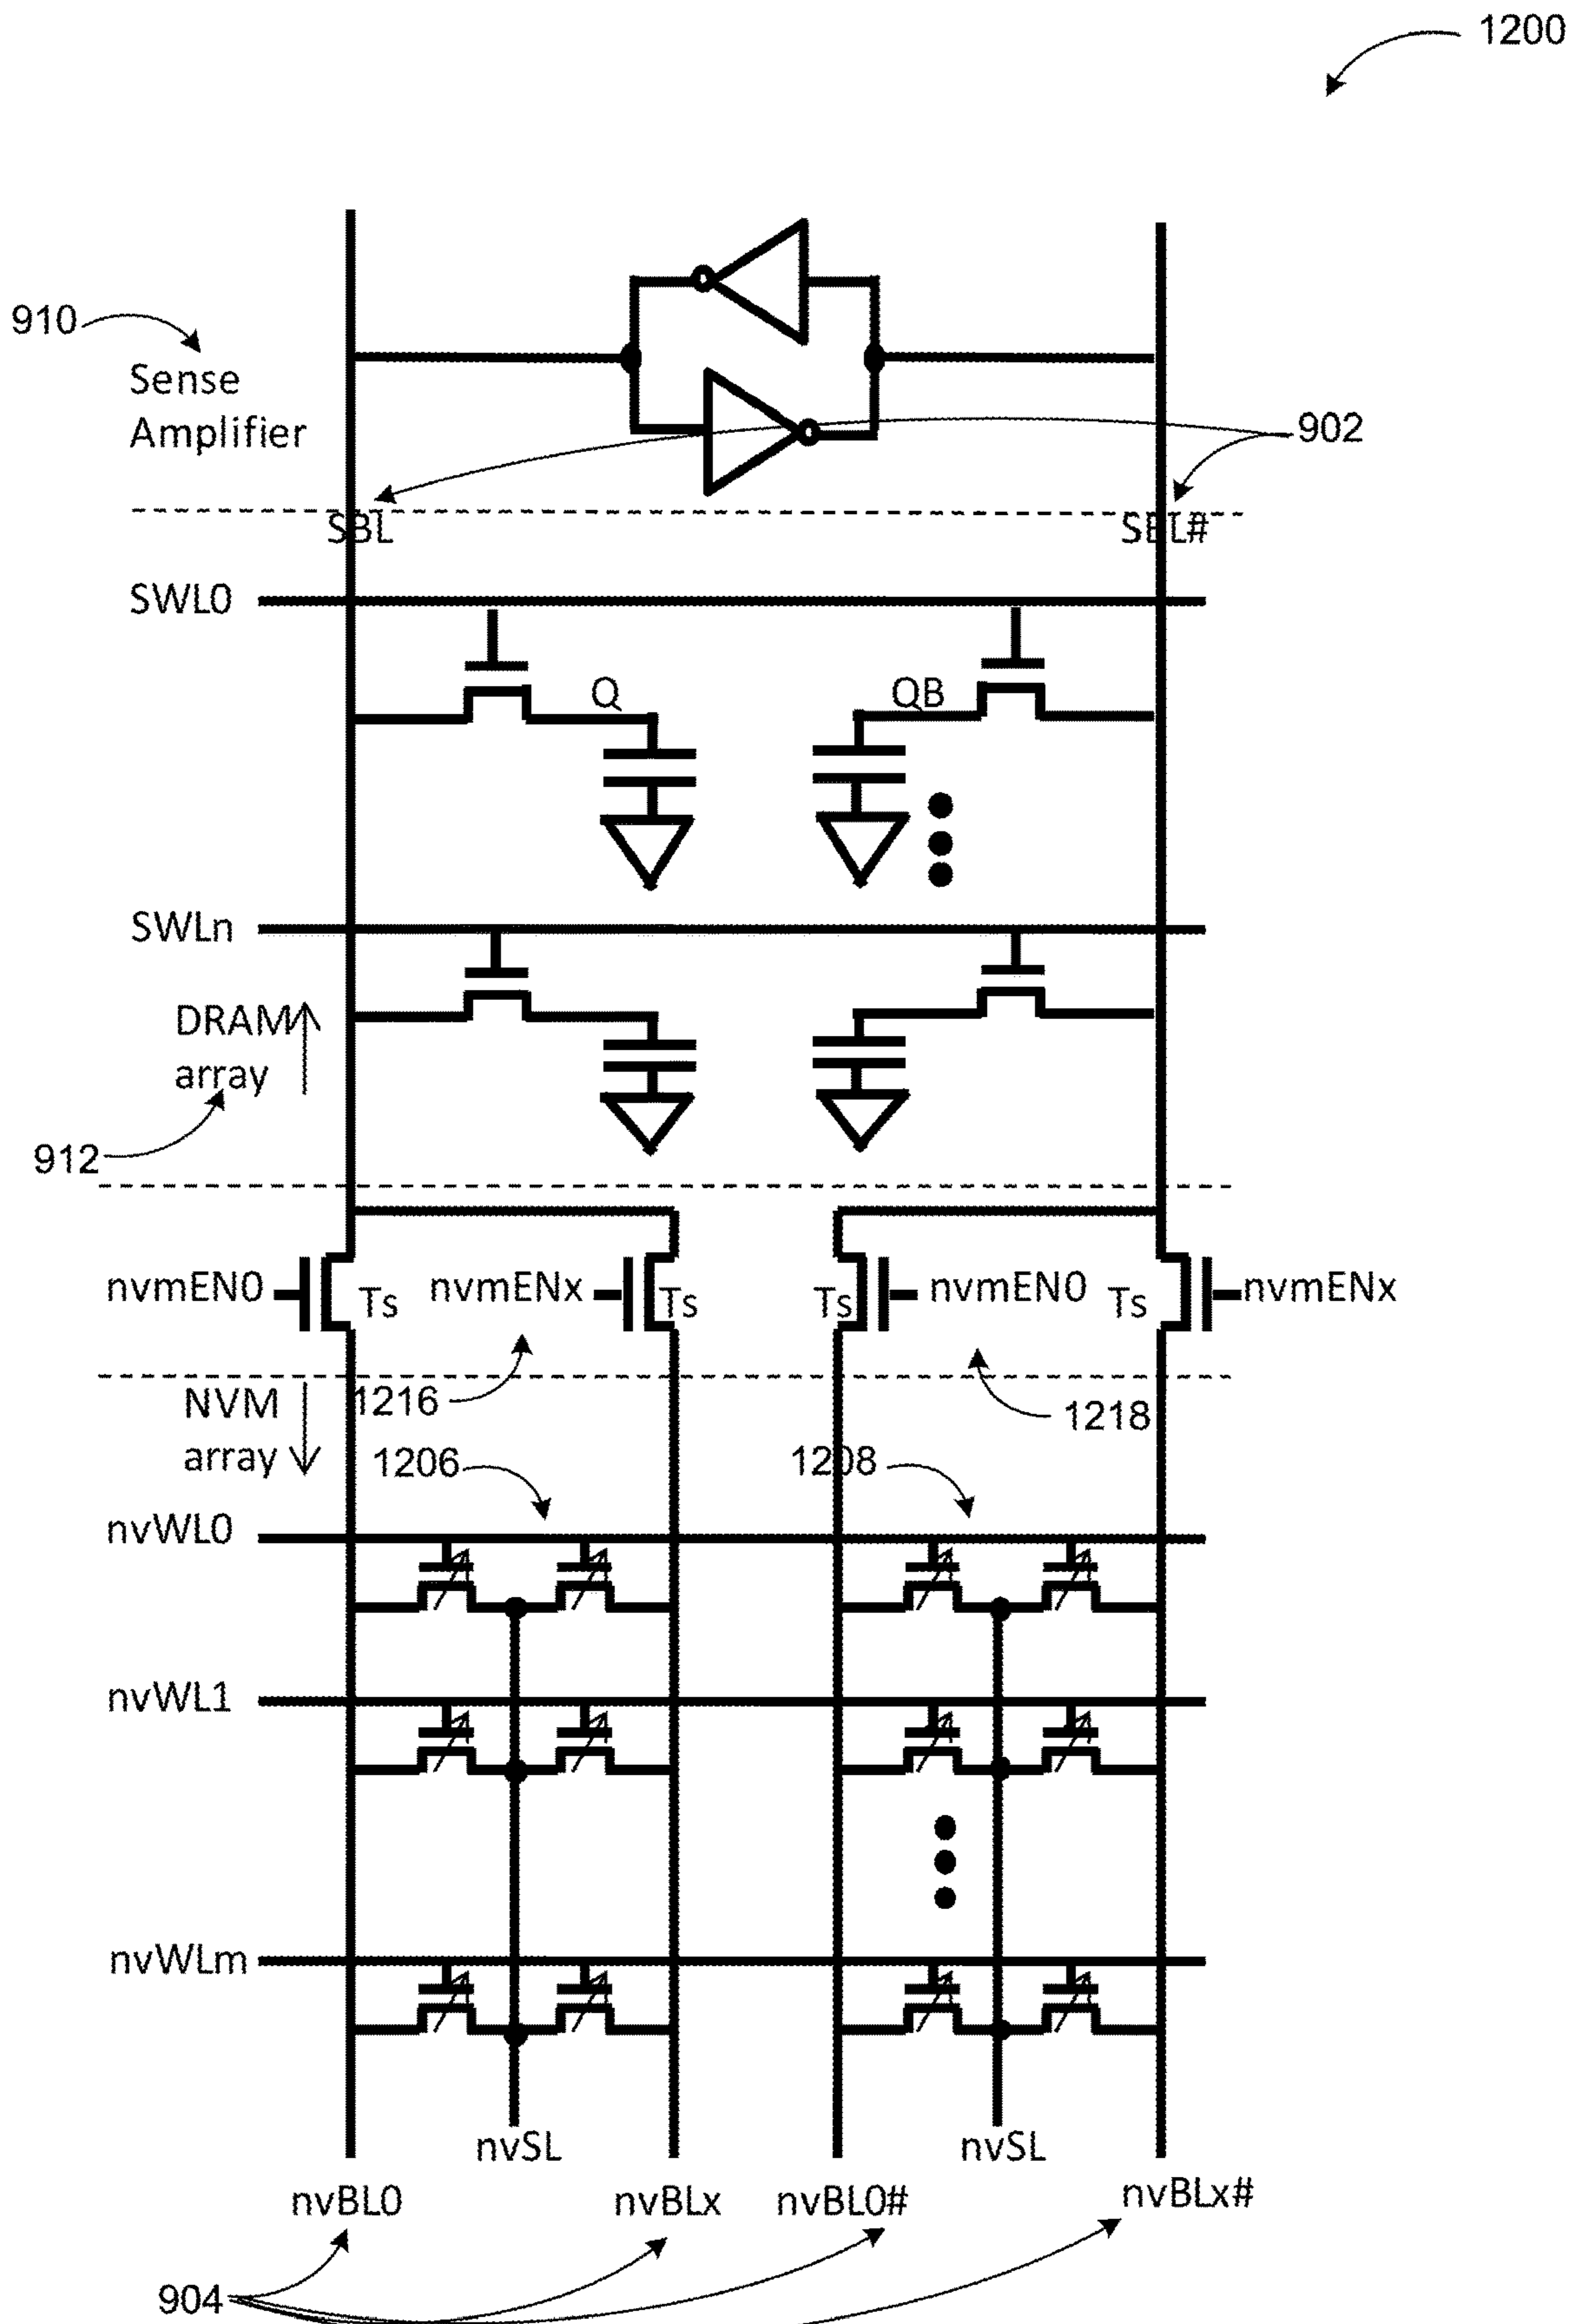 1200
910
Sense
Amplifier
902
SBL SBL#
SWL0
Q QB
SWLn
DRAM
array
912
nvmEN0 Ts nvmENx Ts Ts nvmEN0 Ts nvmENx
NVM 1216 1218
array 1206 1208
nvWL0
nvWL1
nvWLm
nvSL nvSL
nvBL0 nvBLx nvBL0# nvBLx#
904